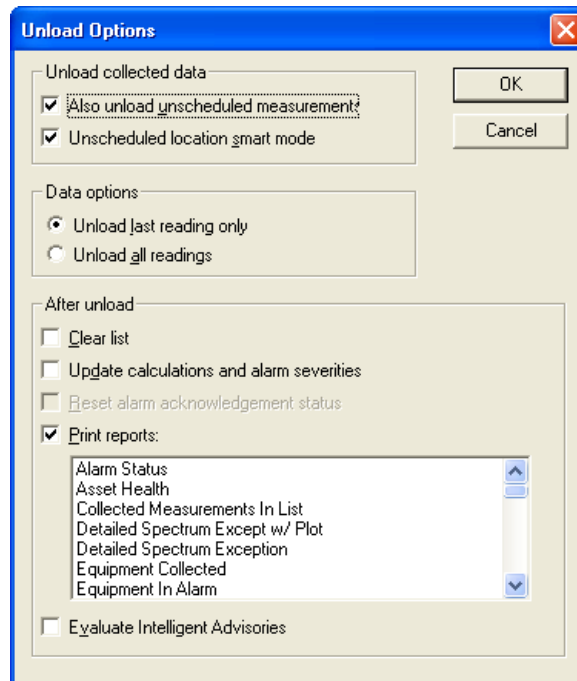 Unload Options
Unload collected data
Also unload unscheduled measurements
Unscheduled location smart mode
OK
Cancel
Data options
Unload last reading only
Unload all readings
After unload
Clear list
Update calculations and alarm severities
Reset alarm acknowledgement status
Print reports:
Alarm Status
Asset Health
Collected Measurements In List
Detailed Spectrum Except w/ Plot
Detailed Spectrum Exception
Equipment Collected
Equipment In Alarm
Evaluate Intelligent Advisories